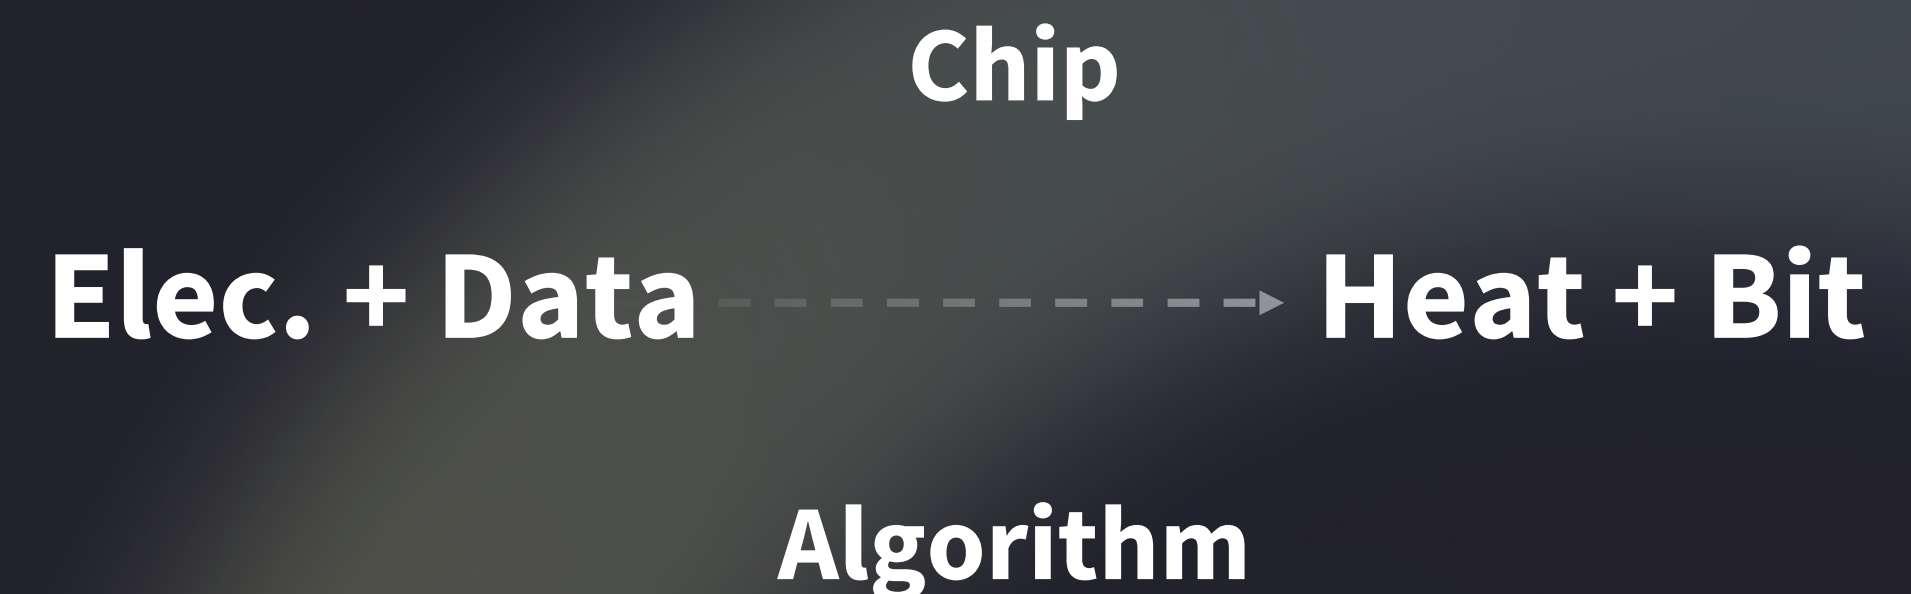 Chip
Elec. + Data
Heat + Bit
Algorithm